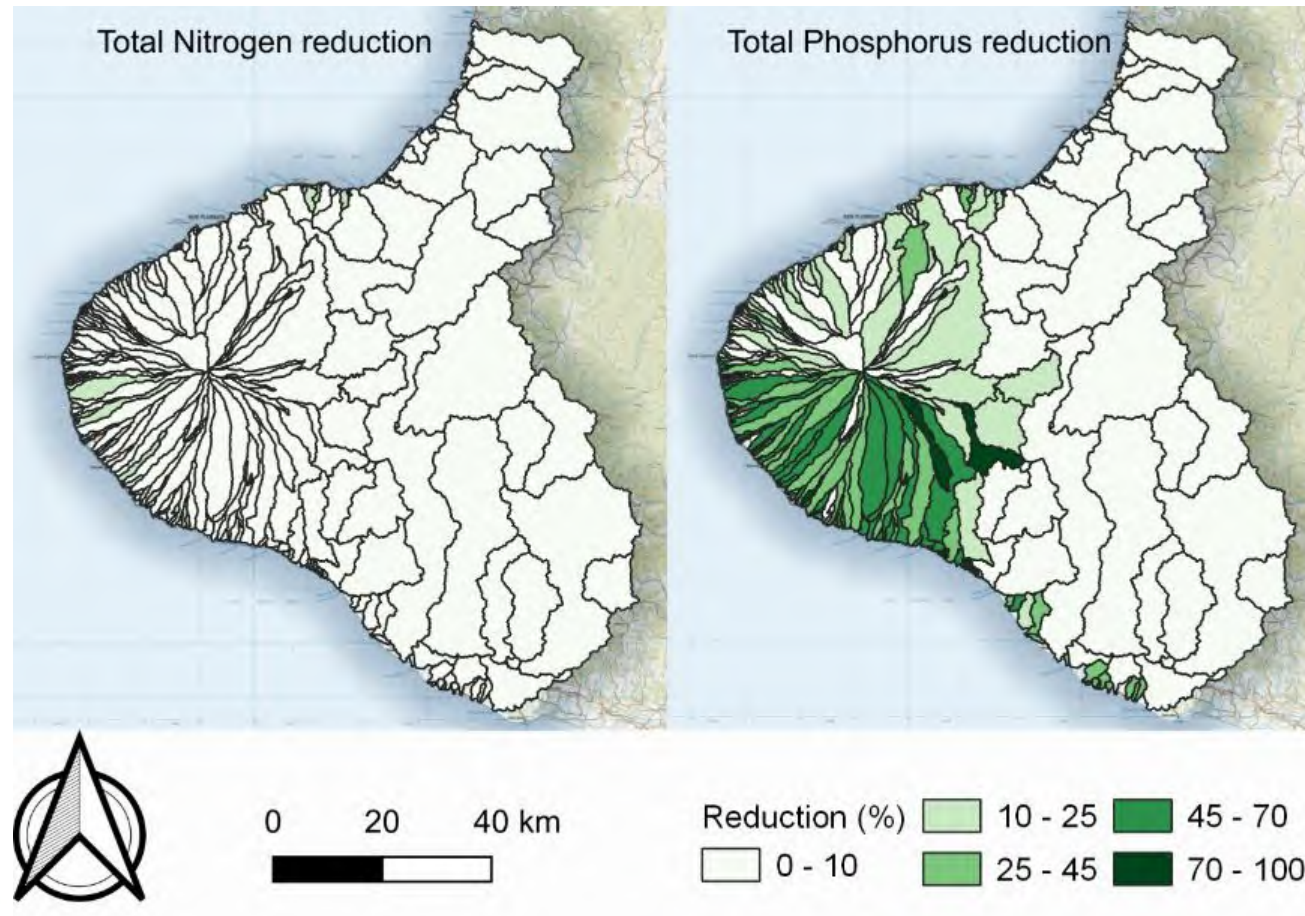 Total Nitrogen reduction
Total Phosphorus reduction
0 20 40 km
Reduction (%)
0 - 10
10 - 25
25 - 45
45 - 70
70 - 100